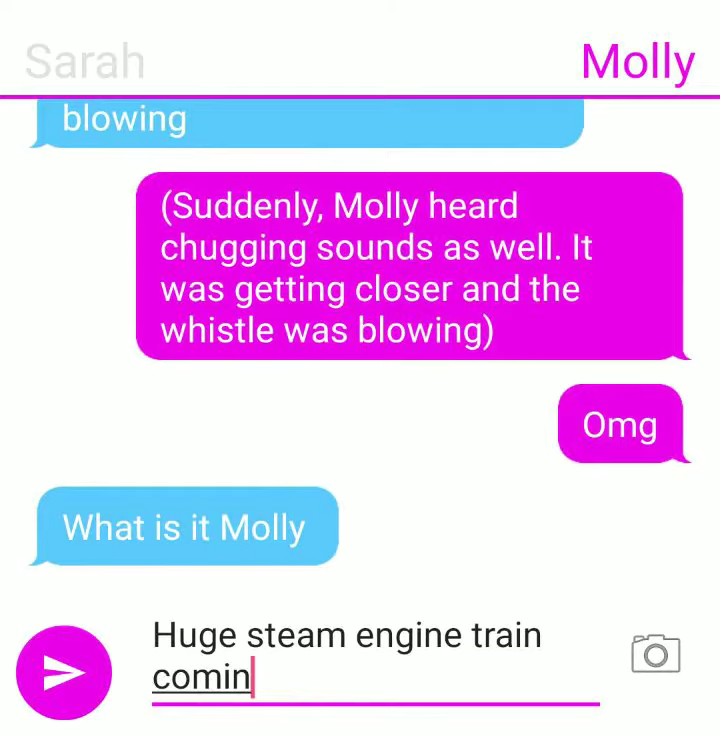 Sarah
Molly
blowing
(Suddenly, Molly heard
chugging sounds as well. It
was getting closer and the
whistle was blowing)
Omg
What is it Molly
Huge steam engine train
comin